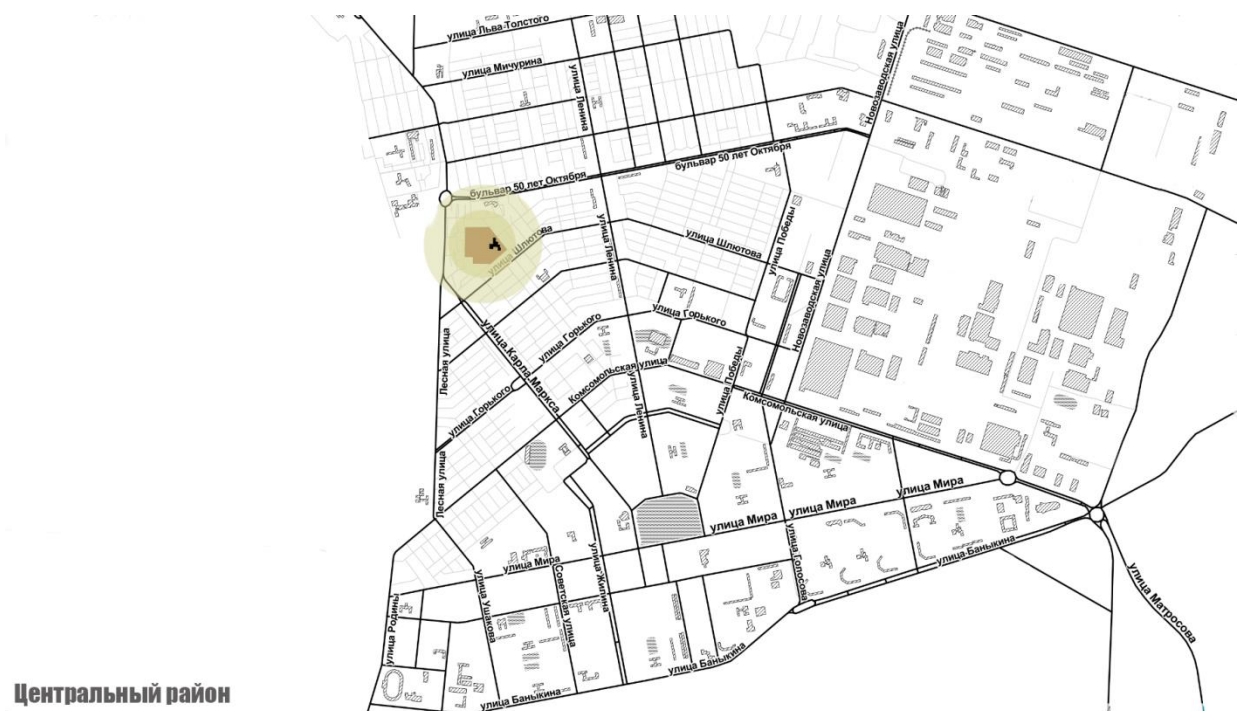 улица Льва Толстого
улица Мичурина
улица Ленина
Новозаводская улица
бульвар 50 лет Октября
бульвар 50 лет Октября
улица Шлютова
улица Ленина
улица Шлютова
улица Победы
Новозаводская улица
улица Горького
улица Горького
Лесная улица
улица Карла Маркса
Комсомольская улица
улица Победы
улица Ленина
Комсомольская улица
улица Горького
Лесная улица
улица Мира
улица Мира
улица Мира
улица Мира
улица Голосова
улица Баныкина
улица Жилина
Советская улица
улица Ушакова
улица Родины
улица Матросова
улица Баныкина
улица Баныкина
Центральный район